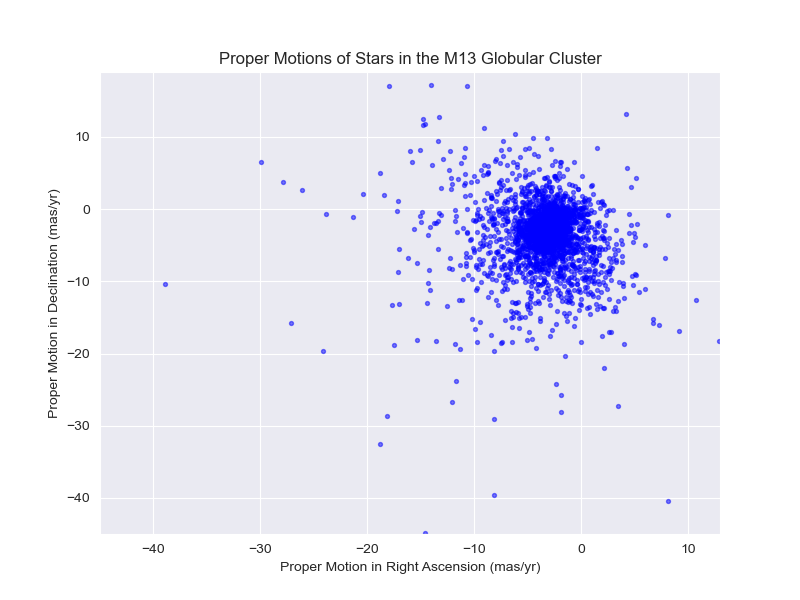 Proper Motions of Stars in the M13 Globular Cluster
Proper Motion in Declination (mas/yr)
10
0
−10
−20
−30
−40
−40 −30 −20 −10 0 10
Proper Motion in Right Ascension (mas/yr)